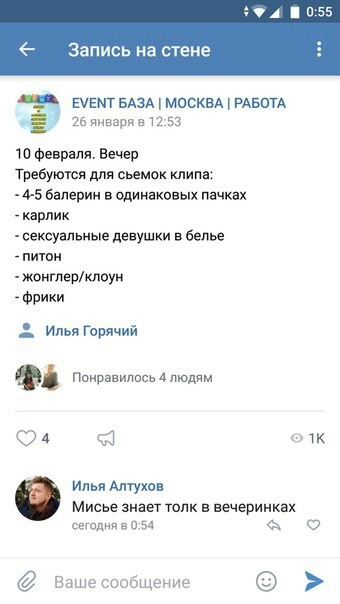 0:55
Запись на стене
EVENT БАЗА | МОСКВА | РАБОТА
26 января в 12:53
10 февраля. Вечер
Требуются для сьемок клипа:
- 4-5 балерин в одинаковых пачках
- карлик
- сексуальные девушки в белье
- питон
- жонглер/клоун
- фрики
Илья Горячий
Понравилось 4 людям
4
1K
Илья Алтухов
Мисье знает толк в вечеринках
сегодня в 0:54
Ваше сообщение